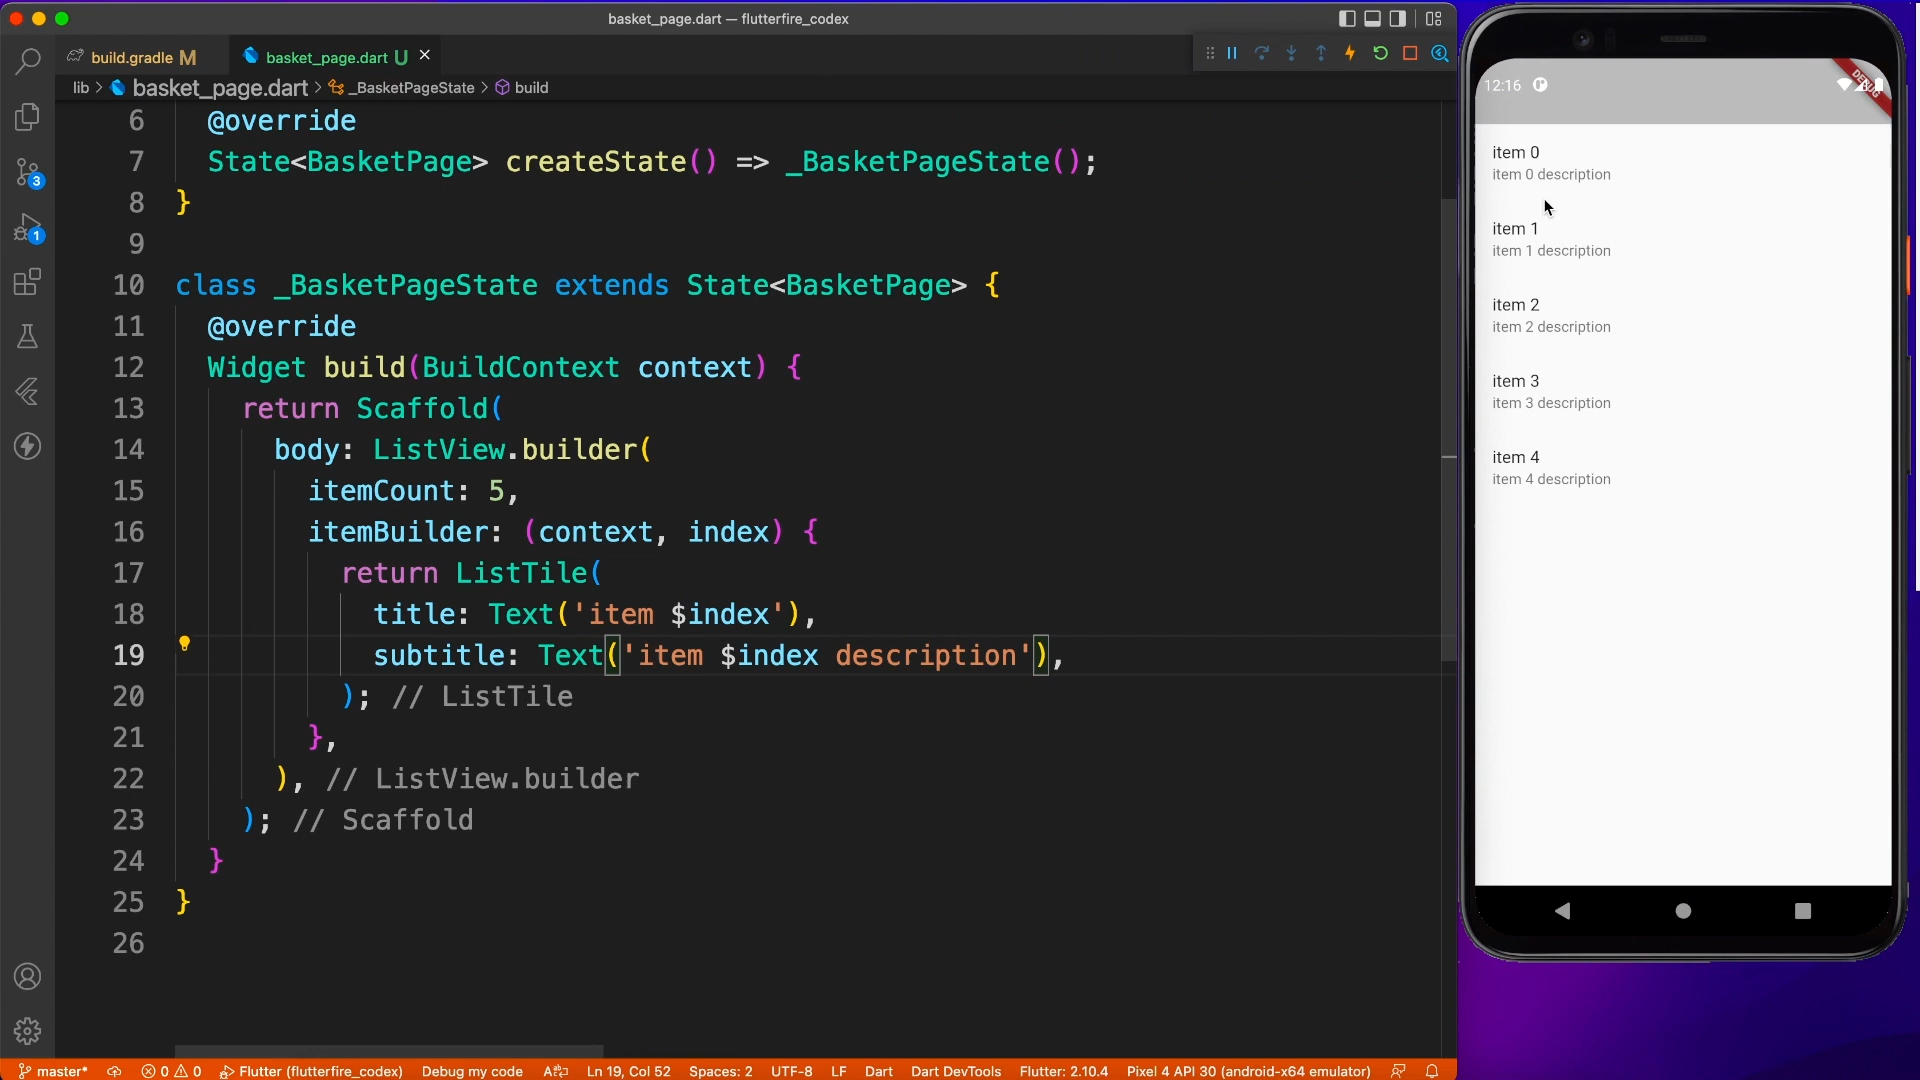 basket_page.dart — flutterfire_codex
build.gradle M
basket_page.dart U
lib > basket_page.dart > _BasketPageState > build
6 @override
7 State<BasketPage> createState() => _BasketPageState();
8 }
9
10 class _BasketPageState extends State<BasketPage> {
11 @override
12 Widget build(BuildContext context) {
13 return Scaffold(
14 body: ListView.builder(
15 itemCount: 5,
16 itemBuilder: (context, index) {
17 return ListTile(
18 title: Text('item $index'),
19 subtitle: Text('item $index description'),
20 ); // ListTile
21 },
22 ), // ListView.builder
23 ); // Scaffold
24 }
25 }
26
3
1
master* 0 0 Flutter (flutterfire_codex) Debug my code Ln 19, Col 52 Spaces: 2 UTF-8 LF Dart Dart DevTools Flutter: 2.10.4 Pixel 4 API 30 (android-x64 emulator)
12:16
DEBUG
item 0
item 0 description
item 1
item 1 description
item 2
item 2 description
item 3
item 3 description
item 4
item 4 description